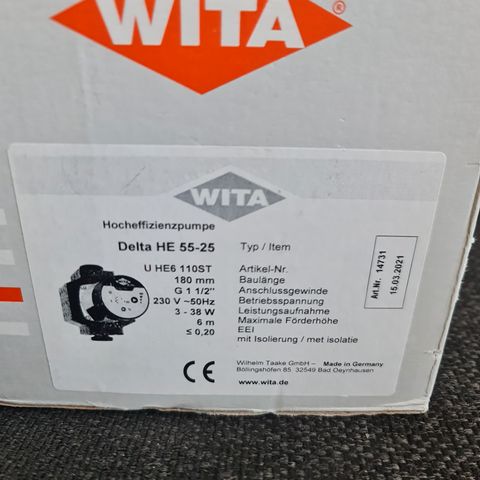 WITA®
WITA
Hocheffizienzpumpe
Delta HE 55-25 Typ / Item
U HE6 110ST Artikel-Nr.
180 mm Baulänge
G 1 1/2" Anschlussgewinde
230 V ~50Hz Betriebsspannung
3 - 38 W Leistungsaufnahme
6 m Maximale Förderhöhe
≤ 0,20 EEI
mit Isolierung / met isolatie
Art.Nr. 14731
15.03.2021
Wilhelm Taake GmbH – Made in Germany
Böllingshöfen 85 32549 Bad Oeynhausen
www.wita.de
CE